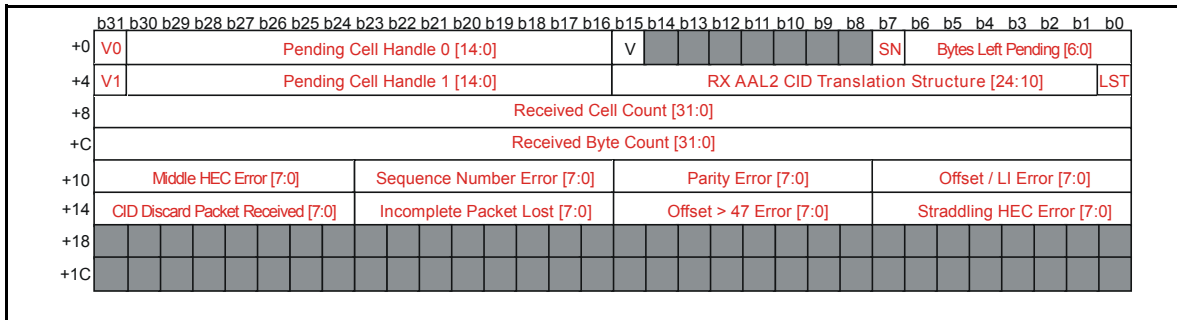 b31 b30 b29 b28 b27 b26 b25 b24 b23 b22 b21 b20 b19 b18 b17 b16 b15 b14 b13 b12 b11 b10 b9 b8 b7 b6 b5 b4 b3 b2 b1 b0
+0 V0 Pending Cell Handle 0 [14:0] V SN Bytes Left Pending [6:0]
+4 V1 Pending Cell Handle 1 [14:0] RX AAL2 CID Translation Structure [24:10] LST
+8 Received Cell Count [31:0]
+C Received Byte Count [31:0]
+10 Middle HEC Error [7:0] Sequence Number Error [7:0] Parity Error [7:0] Offset / LI Error [7:0]
+14 CID Discard Packet Received [7:0] Incomplete Packet Lost [7:0] Offset > 47 Error [7:0] Straddling HEC Error [7:0]
+18
+1C